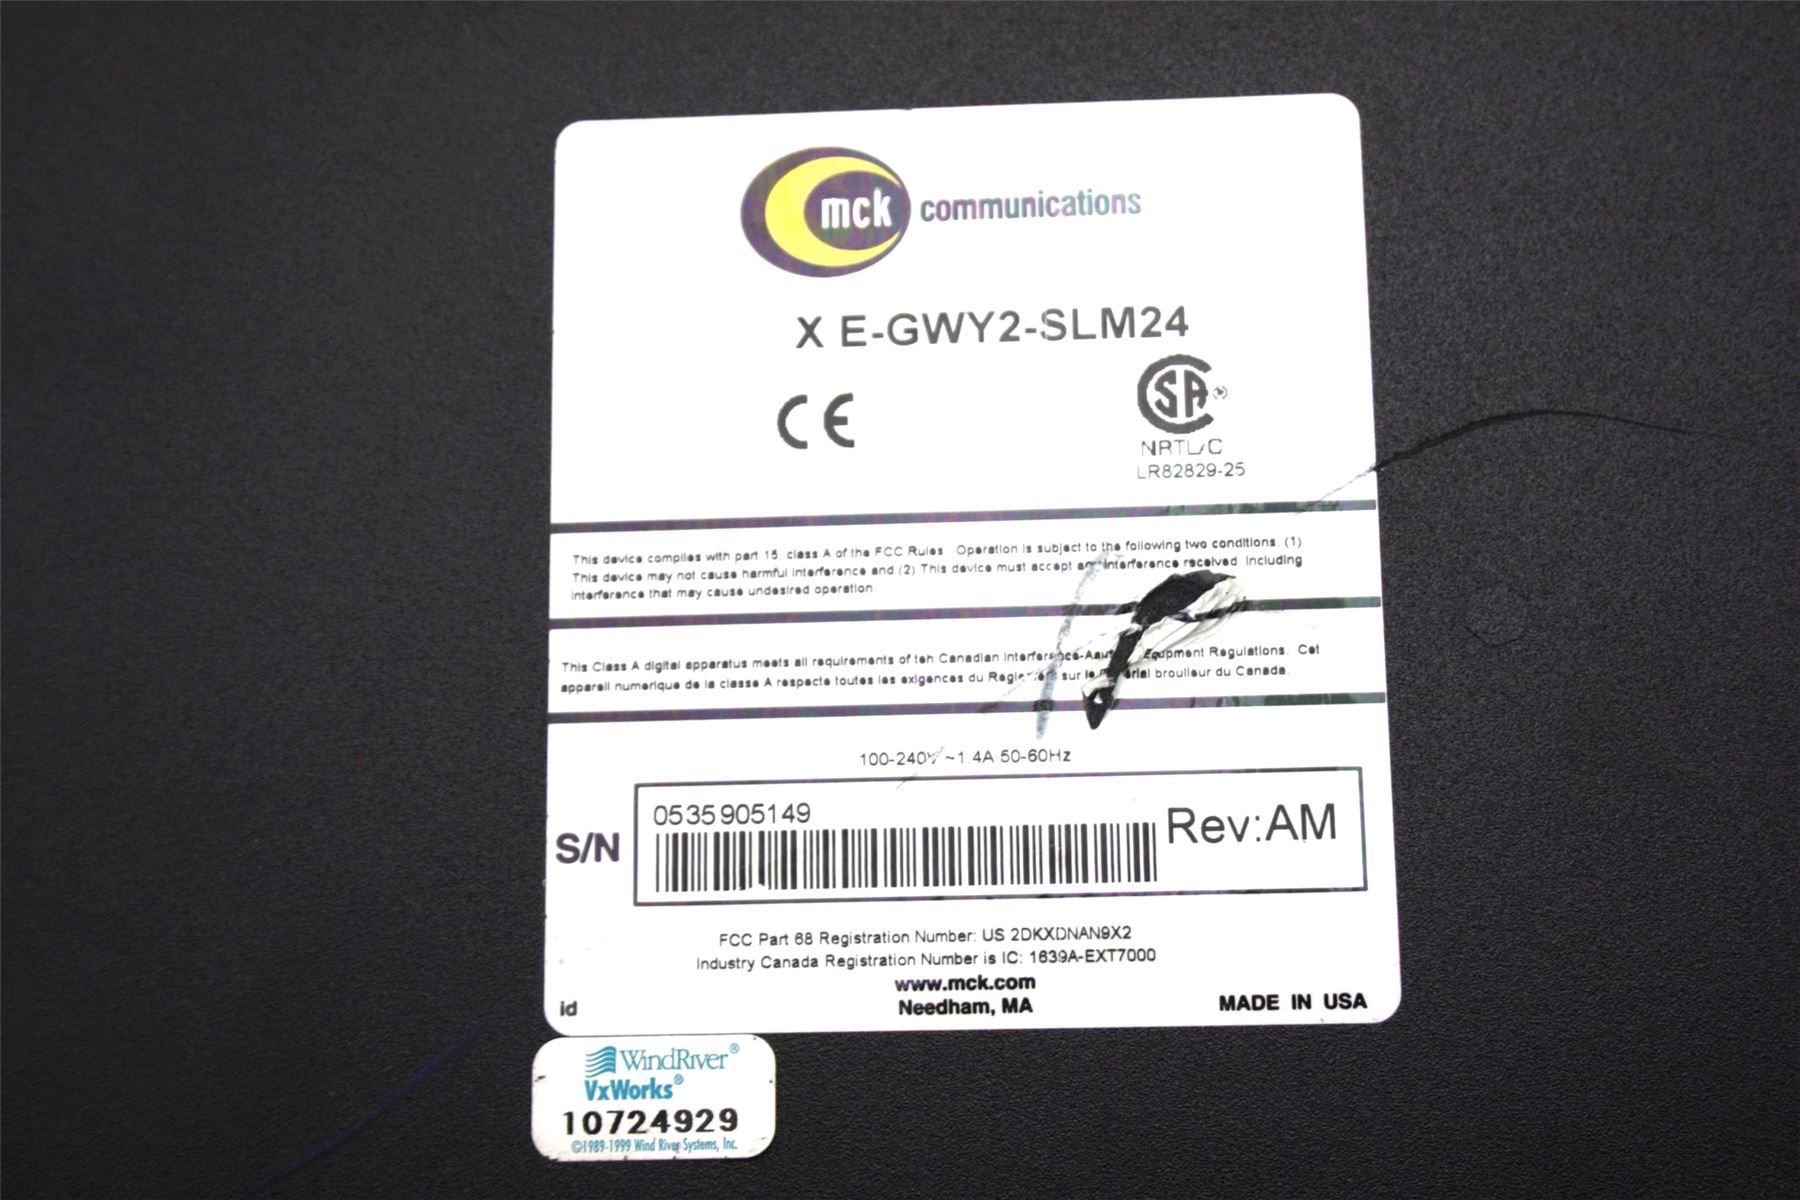 mck communications
X E-GWY2-SLM24
CE
SA
NRTL/C
LR82829-25
This device complies with part 15, class A of the FCC Rules Operation is subject to the following two conditions. (1)
This device may not cause harmful interference and (2) This device must accept any interference received including
interference that may cause undesired operation
This Class A digital apparatus meets all requirements of teh Canadian Interference- Equipment Regulations. Cet
appareil numerique de la classe A respecte toutes les exigences du sur le brouilleur du Canada.
100-240V ~1.4A 50-60Hz
S/N
0535905149
Rev:AM
FCC Part 68 Registration Number: US 2DKXDNAN9X2
Industry Canada Registration Number is IC: 1639A-EXT7000
www.mck.com
id Needham, MA MADE IN USA
WindRiver®
VxWorks®
10724929
©1989-1999 Wind River Systems, Inc.